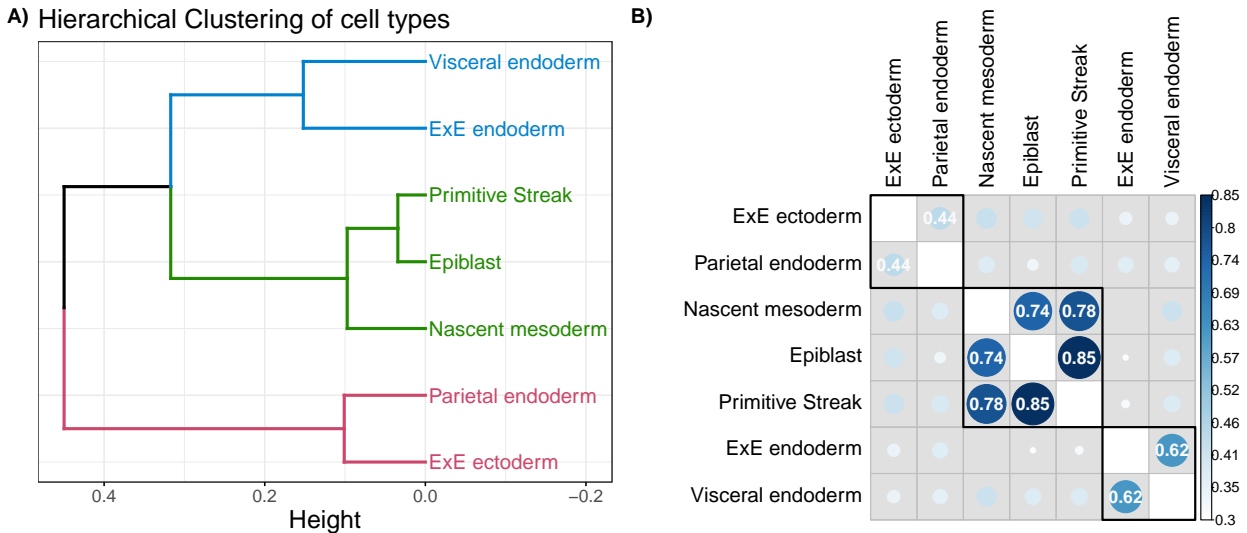 A) Hierarchical Clustering of cell types
Visceral endoderm
ExE endoderm
Primitive Streak
Epiblast
Nascent mesoderm
Parietal endoderm
ExE ectoderm
0.4 0.2 0.0 −0.2
Height
B)
ExE ectoderm
Parietal endoderm
Nascent mesoderm
Epiblast
Primitive Streak
ExE endoderm
Visceral endoderm
ExE ectoderm 0.44
Parietal endoderm 0.44
Nascent mesoderm 0.74 0.78
Epiblast 0.74 0.85
Primitive Streak 0.78 0.85
ExE endoderm 0.62
Visceral endoderm 0.62
0.85
0.8
0.74
0.69
0.63
0.57
0.52
0.46
0.41
0.35
0.3